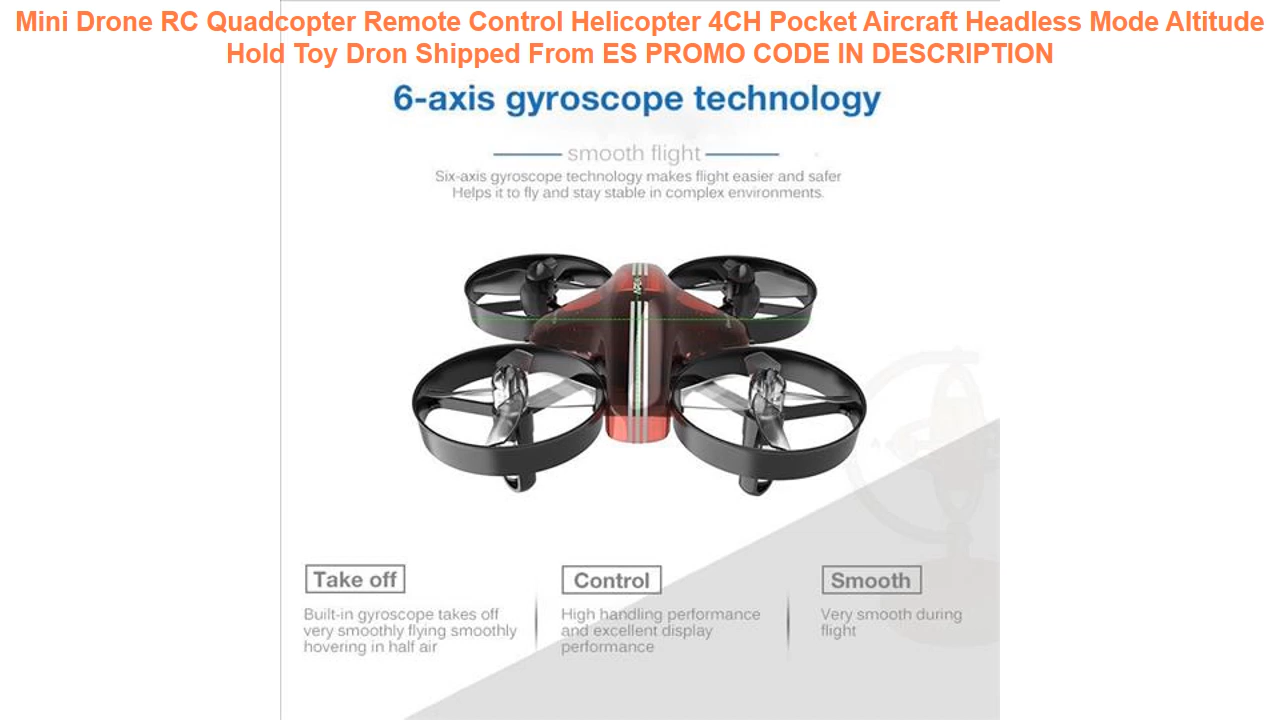 Mini Drone RC Quadcopter Remote Control Helicopter 4CH Pocket Aircraft Headless Mode Altitude
Hold Toy Dron Shipped From ES PROMO CODE IN DESCRIPTION
6-axis gyroscope technology
smooth flight
Six-axis gyroscope technology makes flight easier and safer
Helps it to fly and stay stable in complex environments.
Take off
Built-in gyroscope takes off
very smoothly flying smoothly
hovering in half air
Control
High handling performance
and excellent display
performance
Smooth
Very smooth during
flight